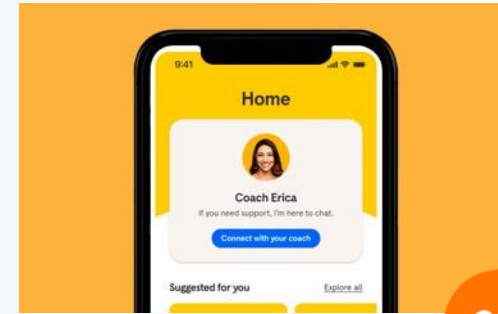 9:41
Home
Coach Erica
If you need support, I'm here to chat.
Connect with your coach
Suggested for you Explore all